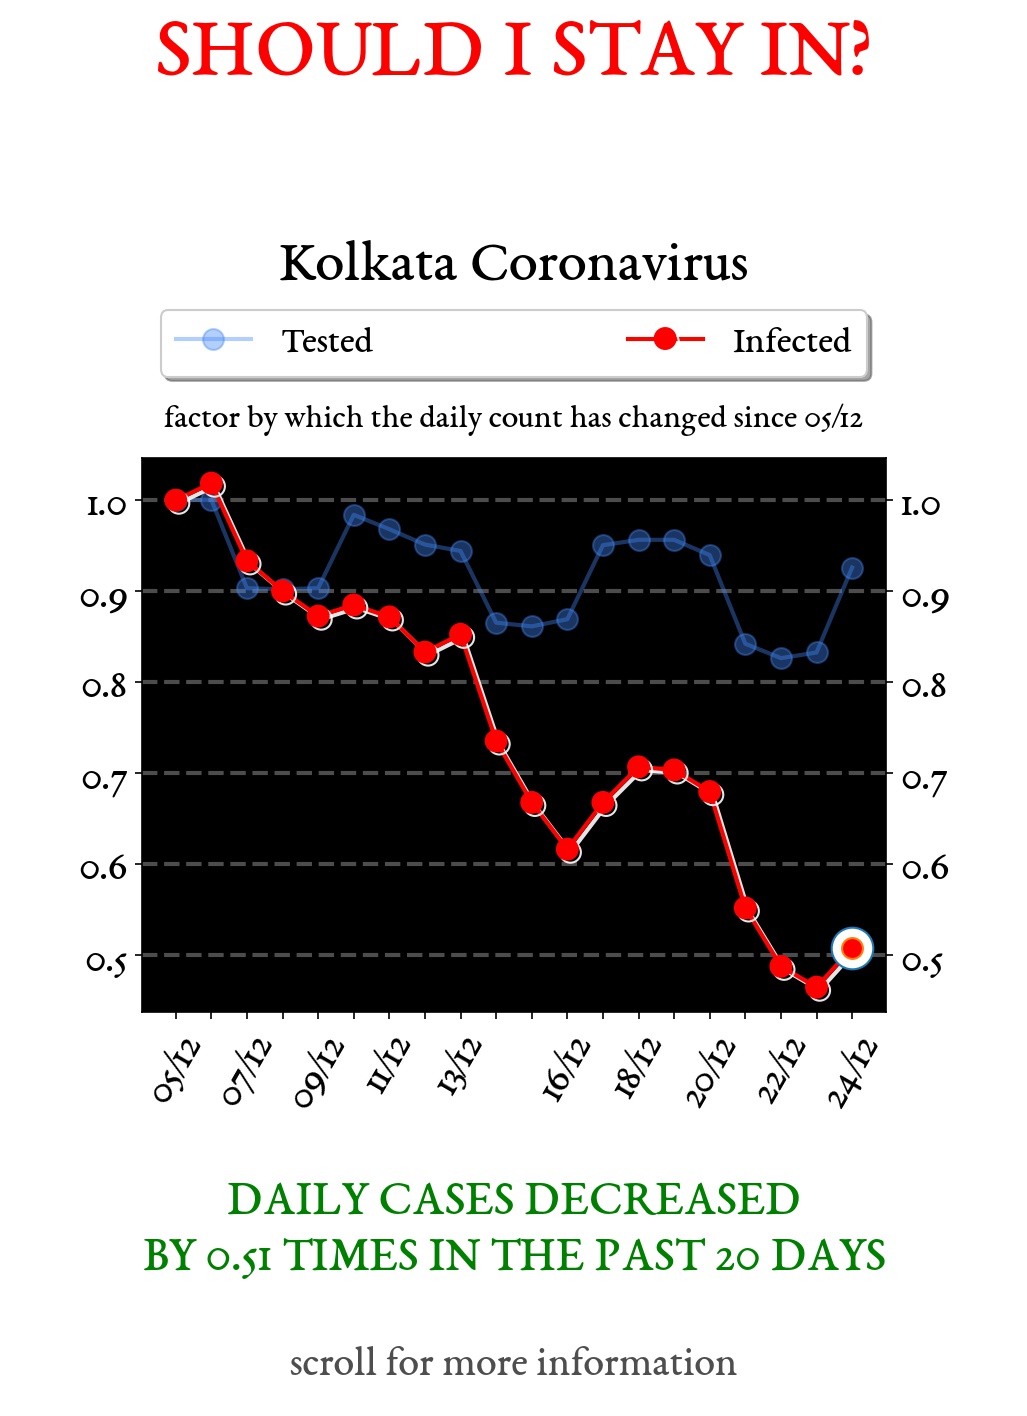 SHOULD I STAY IN?
Kolkata Coronavirus
Tested Infected
factor by which the daily count has changed since 05/12
1.0 1.0
0.9 0.9
0.8 0.8
0.7 0.7
0.6 0.6
0.5 0.5
05/12 07/12 09/12 11/12 13/12 16/12 18/12 20/12 22/12 24/12
DAILY CASES DECREASED
BY 0.51 TIMES IN THE PAST 20 DAYS
scroll for more information